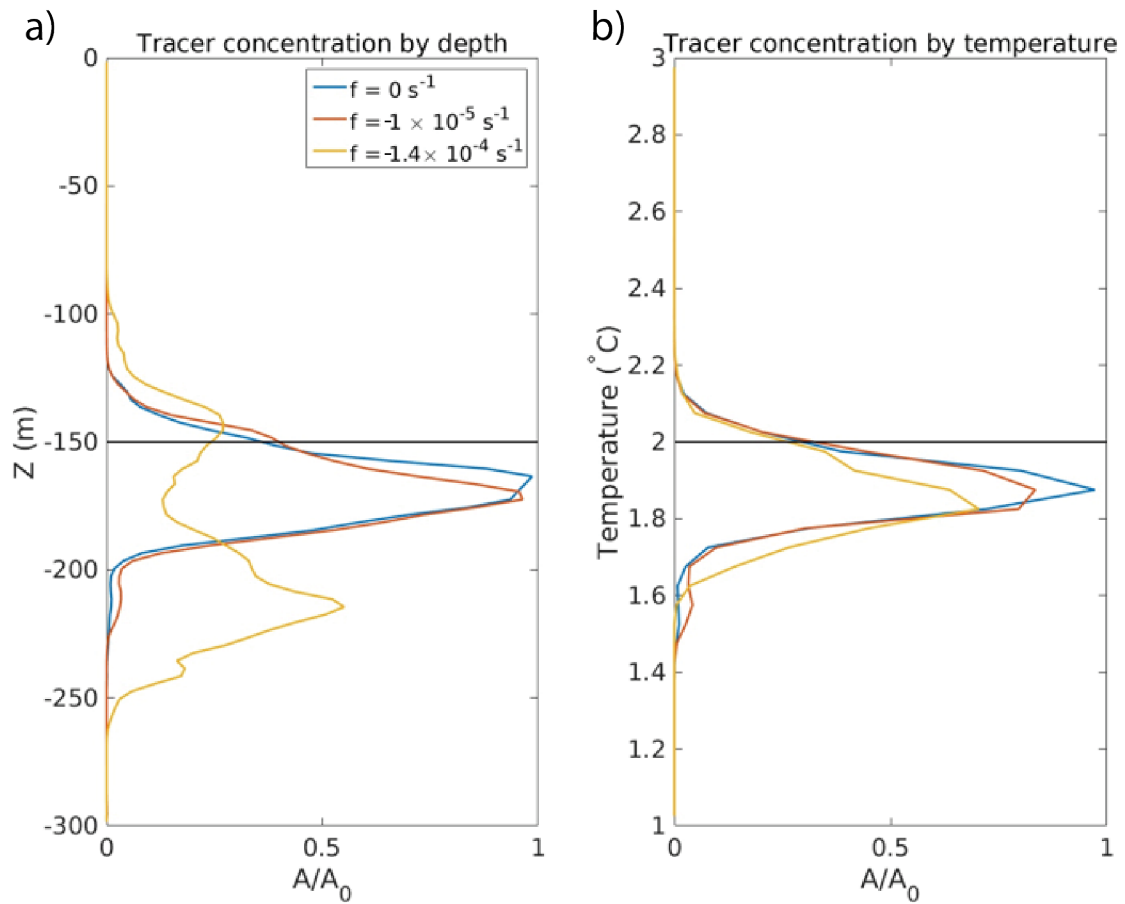 a)
Tracer concentration by depth
f = 0 s-1
f =-1 × 10-5 s-1
f =-1.4× 10-4 s-1
0
-50
-100
-150
-200
-250
-300
Z (m)
0
0.5
1
A/A0
b)
Tracer concentration by temperature
3
2.8
2.6
2.4
2.2
2
1.8
1.6
1.4
1.2
1
Temperature (°C)
0
0.5
1
A/A0